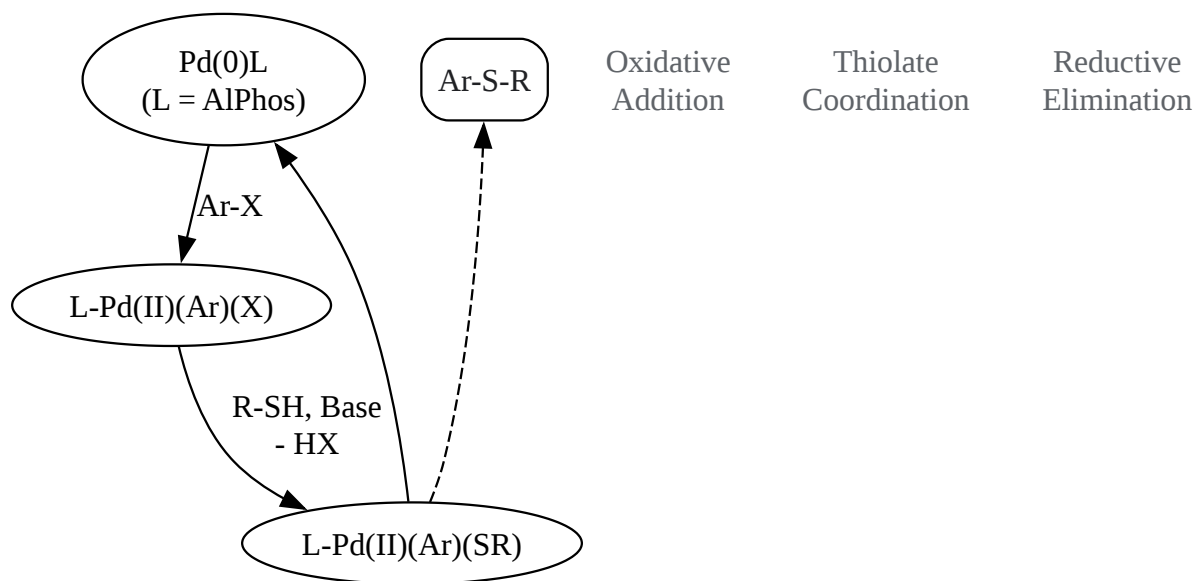 Pd(0)L
(L = AlPhos)
Ar-S-R
Oxidative
Addition
Thiolate
Coordination
Reductive
Elimination
Ar-X
L-Pd(II)(Ar)(X)
R-SH, Base
- HX
L-Pd(II)(Ar)(SR)